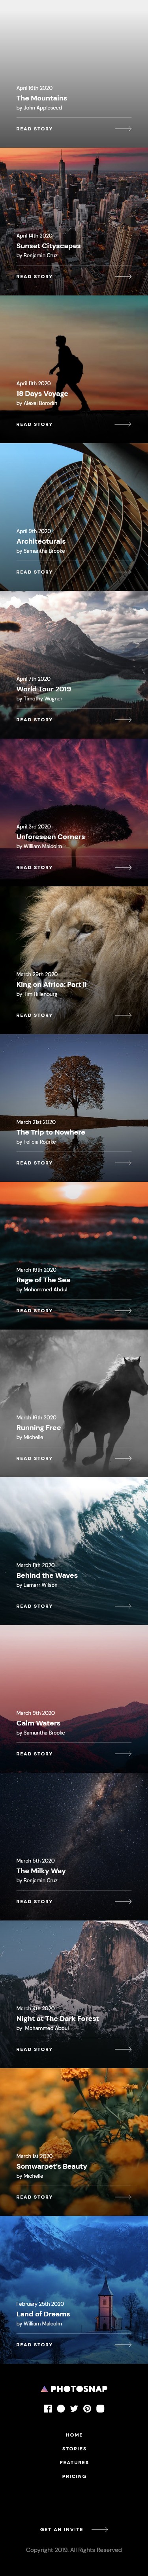 April 16th 2020
The Mountains
by John Appleseed
READ STORY
April 14th 2020
Sunset Cityscapes
by Benjamin Cruz
READ STORY
April 11th 2020
18 Days Voyage
by Alexei Borodin
READ STORY
April 9th 2020
Architecturals
by Samantha Brooke
READ STORY
April 7th 2020
World Tour 2019
by Timothy Wagner
READ STORY
April 3rd 2020
Unforeseen Corners
by William Malcolm
READ STORY
March 29th 2020
King on Africa: Part II
by Tim Hillenburg
READ STORY
March 21st 2020
The Trip to Nowhere
by Felicia Rourke
READ STORY
March 19th 2020
Rage of The Sea
by Mohammed Abdul
READ STORY
March 16th 2020
Running Free
by Michelle
READ STORY
March 11th 2020
Behind the Waves
by Lamarr Wilson
READ STORY
March 9th 2020
Calm Waters
by Samantha Brooke
READ STORY
March 5th 2020
The Milky Way
by Benjamin Cruz
READ STORY
March 4th 2020
Night at The Dark Forest
by Mohammed Abdul
READ STORY
March 1st 2020
Somwarpet's Beauty
by Michelle
READ STORY
February 25th 2020
Land of Dreams
by William Malcolm
READ STORY
PHOTOSNAP
HOME
STORIES
FEATURES
PRICING
GET AN INVITE
Copyright 2019. All Rights Reserved